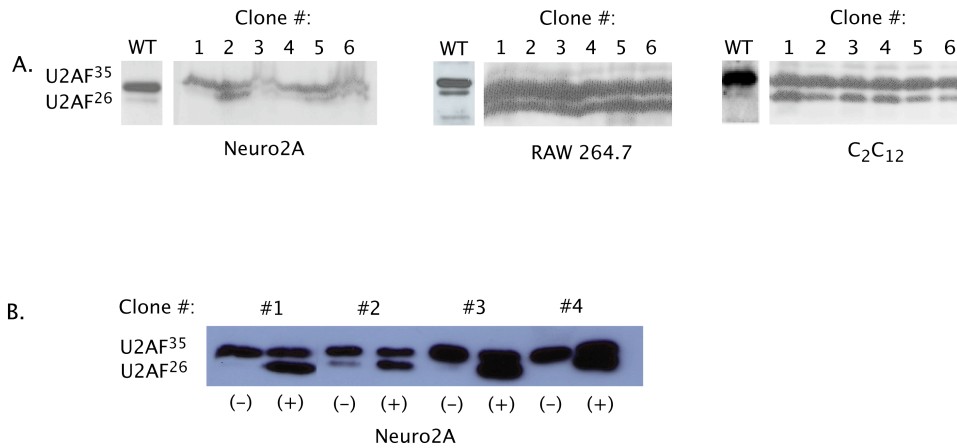 Clone #:
Clone #:
Clone #:
WT 1 2 3 4 5 6
WT 1 2 3 4 5 6
WT 1 2 3 4 5 6
A.
U2AF³⁵
U2AF²⁶
Neuro2A
RAW 264.7
C₂C₁₂
B.
Clone #: #1 #2 #3 #4
U2AF³⁵
U2AF²⁶
(-) (+) (-) (+) (-) (+) (-) (+)
Neuro2A